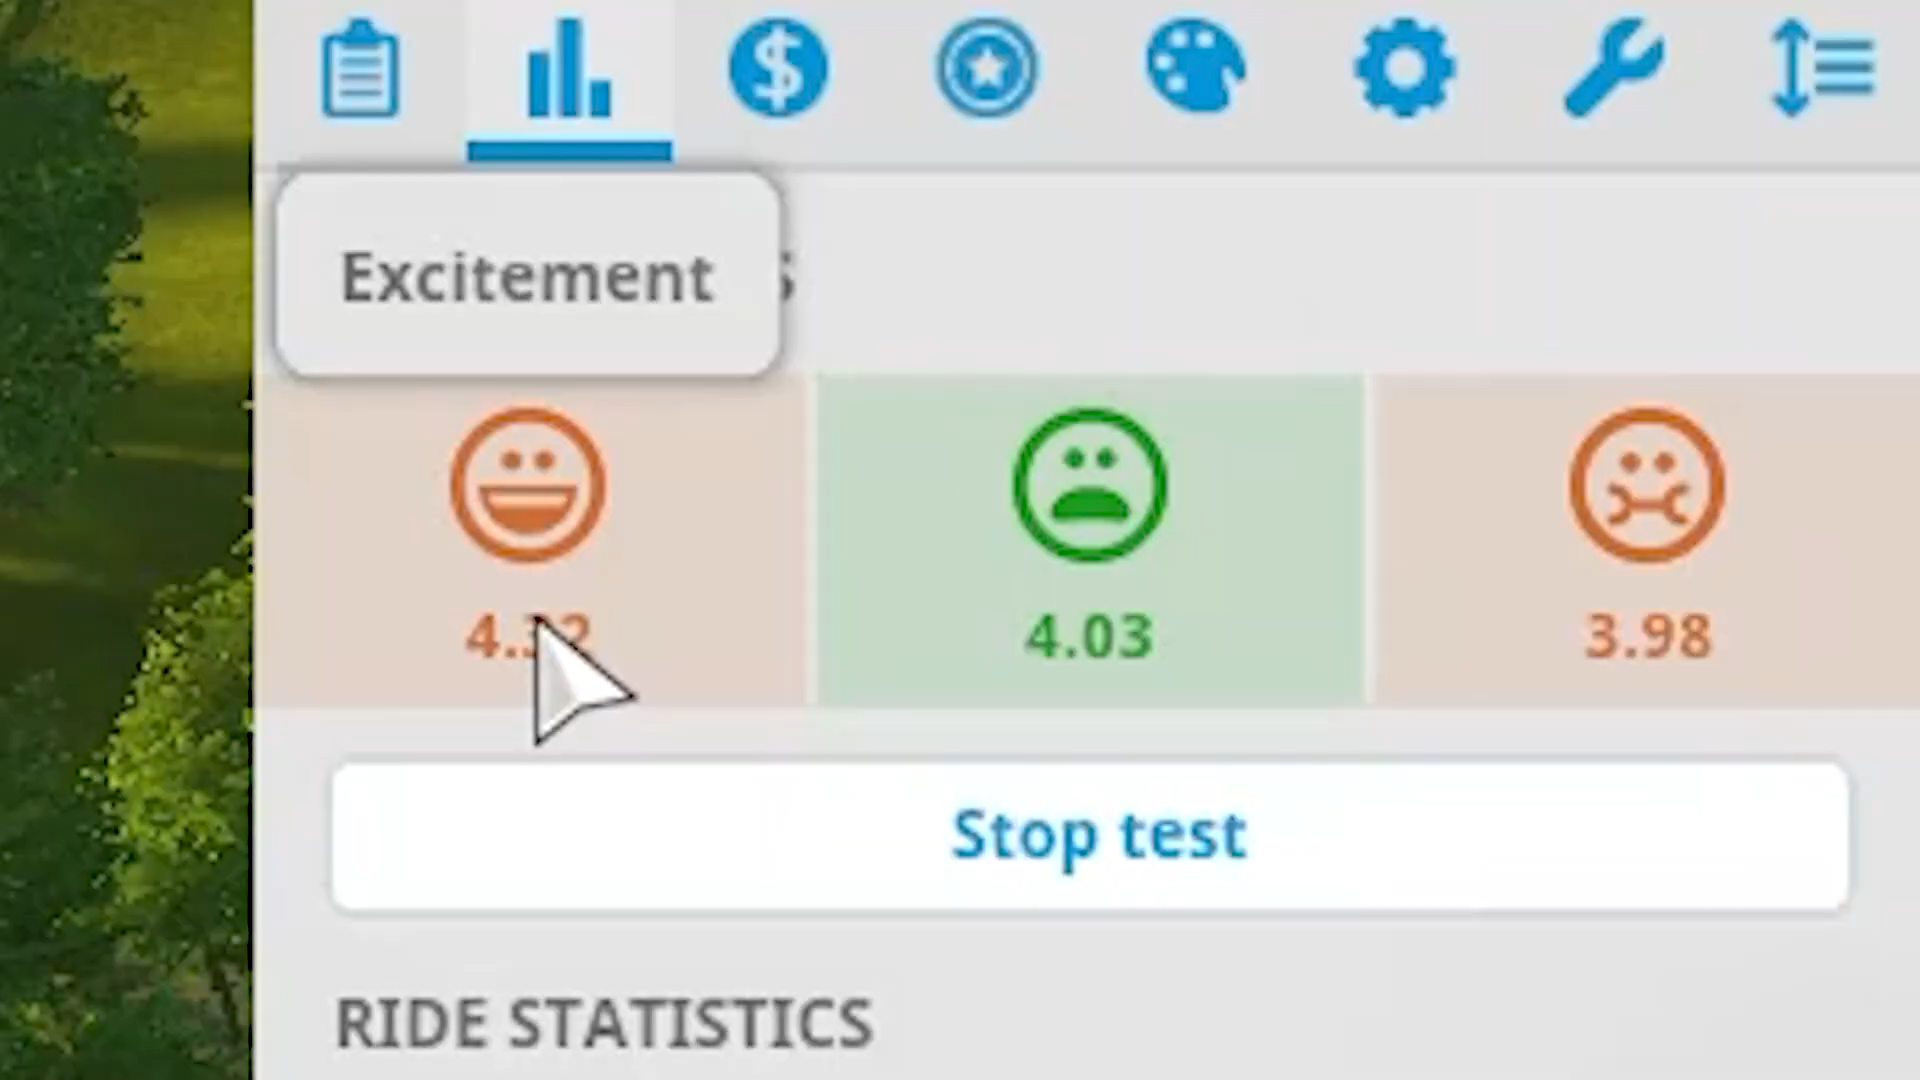 Excitement
4.03
3.98
Stop test
RIDE STATISTICS